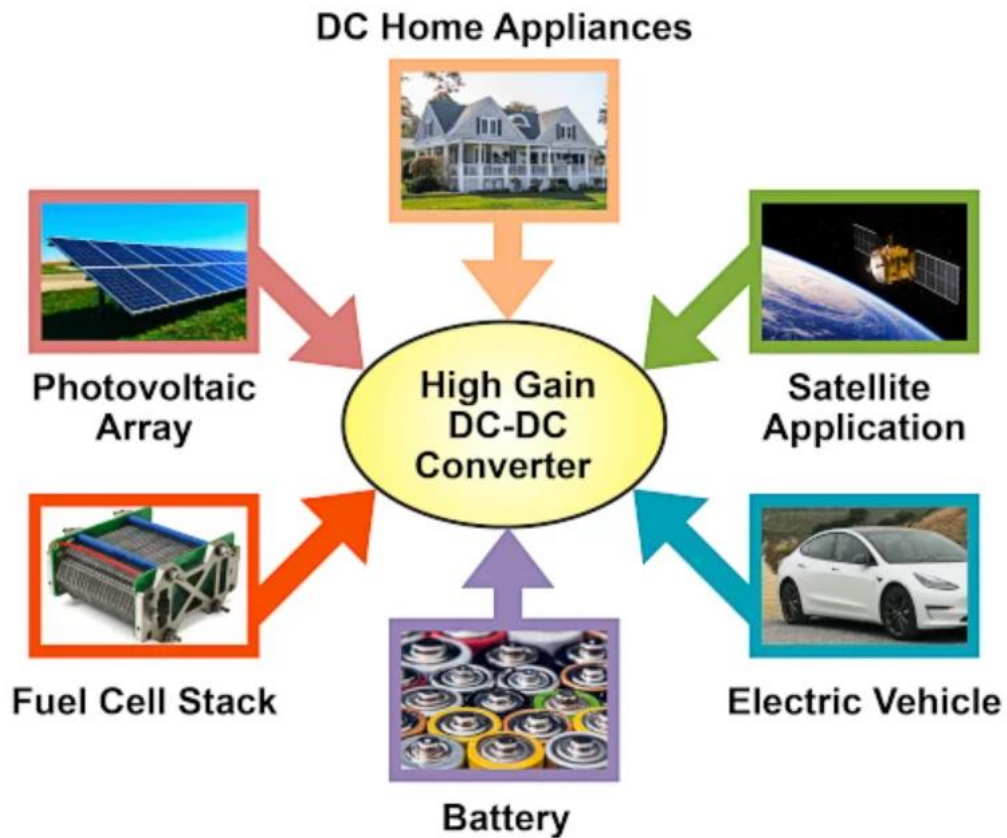 DC Home Appliances
Photovoltaic
Array
High Gain
DC-DC
Converter
Satellite
Application
Fuel Cell Stack
Electric Vehicle
Battery